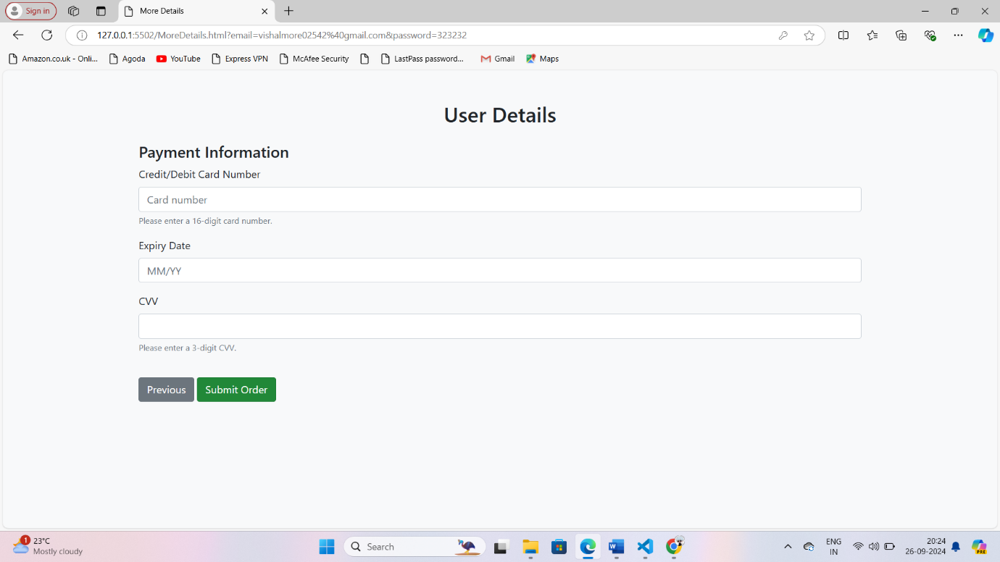 Sign in
More Details
127.0.0.1:5502/MoreDetails.html?email=vishalmore02542%40gmail.com&password=323232
Amazon.co.uk - Onli... Agoda YouTube Express VPN McAfee Security LastPass password... Gmail Maps
User Details
Payment Information
Credit/Debit Card Number
Card number
Please enter a 16-digit card number.
Expiry Date
MM/YY
CVV
Please enter a 3-digit CVV.
Previous Submit Order
1 23°C
Mostly cloudy
Search
ENG
IN
20:24
26-09-2024
PRE